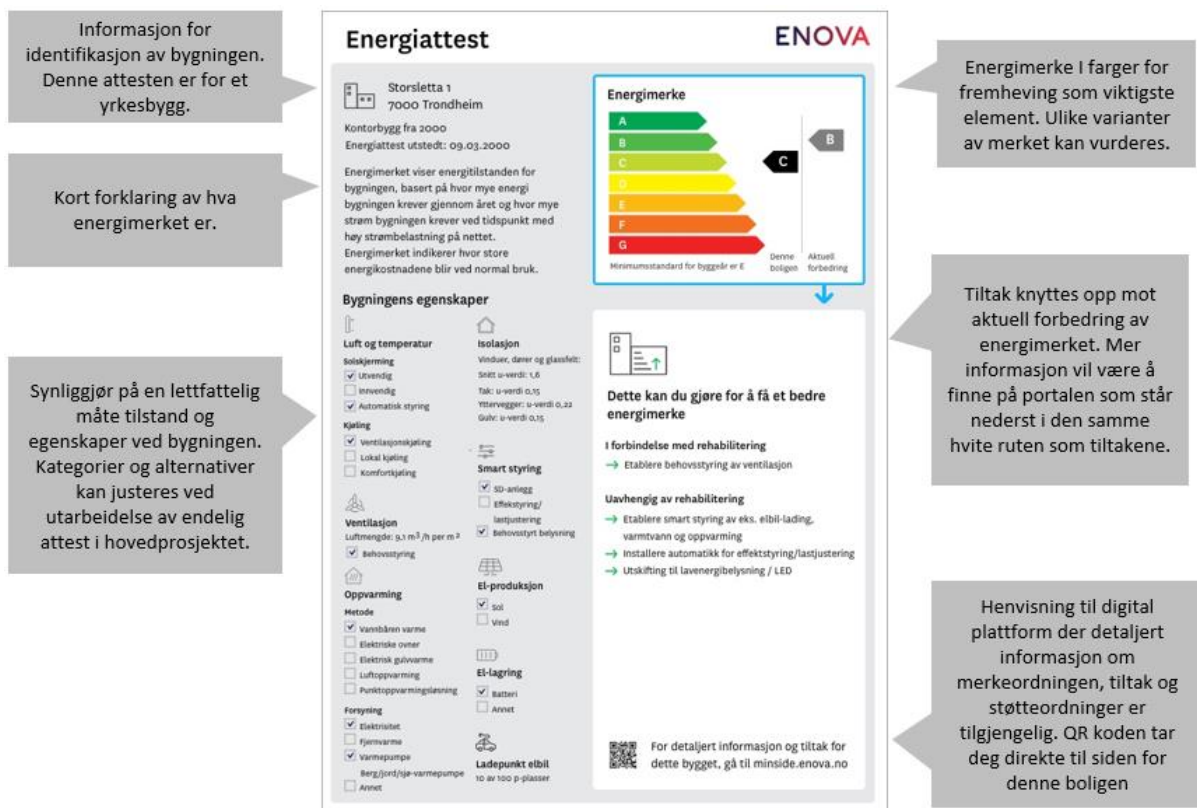 Informasjon for
identifikasjon av bygningen.
Denne attesten er for et
yrkesbygg.
Kort forklaring av hva
energimerket er.
Synliggjør på en lettfattelig
måte tilstand og
egenskaper ved bygningen.
Kategorier og alternativer
kan justeres ved
utarbeidelse av endelig
attest i hovedprosjektet.
Energiattest
ENOVA
Storsletta 1
7000 Trondheim
Kontorbygg fra 2000
Energiattest utstedt: 09.03.2000
Energimerket viser energitilstanden for
bygningen, basert på hvor mye energi
bygningen krever gjennom året og hvor mye
strøm bygningen krever ved tidspunkt med
høy strømbelastning på nettet.
Energimerket indikerer hvor store
energikostnadene blir ved normal bruk.
Bygningens egenskaper
Luft og temperatur
Solskjerming
Utvendig
Innvendig
Automatisk styring
Kjøling
Ventilasjonskjøling
Lokal kjøling
Komfortkjøling
Ventilasjon
Luftmengde: 9,1 m³ /h per m ²
Behovsstyring
Oppvarming
Metode
Vannbåren varme
Elektriske ovner
Elektrisk gulvvarme
Luftoppvarming
Punktoppvarmingsløsning
Forsyning
Elektrisitet
Fjernvarme
Varmepumpe
Berg/jord/sjø-varmepumpe
Annet
Isolasjon
Vinduer, dører og glassfelt:
Snitt u-verdi: 1,6
Tak: u-verdi 0,15
Yttervegger: u-verdi 0,22
Gulv: u-verdi 0,15
Smart styring
SD-anlegg
Effekstyring/
lastjustering
Behovsstyrt belysning
El-produksjon
Sol
Vind
El-lagring
Batteri
Annet
Ladepunkt elbil
10 av 100 p-plasser
Energimerke
A
B
C
D
E
F
G
C
B
Minimumsstandard for byggeår er E
Denne
boligen
Aktuell
forbedring
Dette kan du gjøre for å få et bedre
energimerke
I forbindelse med rehabilitering
→ Etablere behovsstyring av ventilasjon
Uavhengig av rehabilitering
→ Etablere smart styring av eks. elbil-lading,
varmtvann og oppvarming
→ Installere automatikk for effektstyring/lastjustering
→ Utskifting til lavenergibelysning / LED
For detaljert informasjon og tiltak for
dette bygget, gå til minside.enova.no
Energimerke I farger for
fremheving som viktigste
element. Ulike varianter
av merket kan vurderes.
Tiltak knyttes opp mot
aktuell forbedring av
energimerket. Mer
informasjon vil være å
finne på portalen som står
nederst i den samme
hvite ruten som tiltakene.
Henvisning til digital
plattform der detaljert
informasjon om
merkeordningen, tiltak og
støtteordninger er
tilgjengelig. QR koden tar
deg direkte til siden for
denne boligen